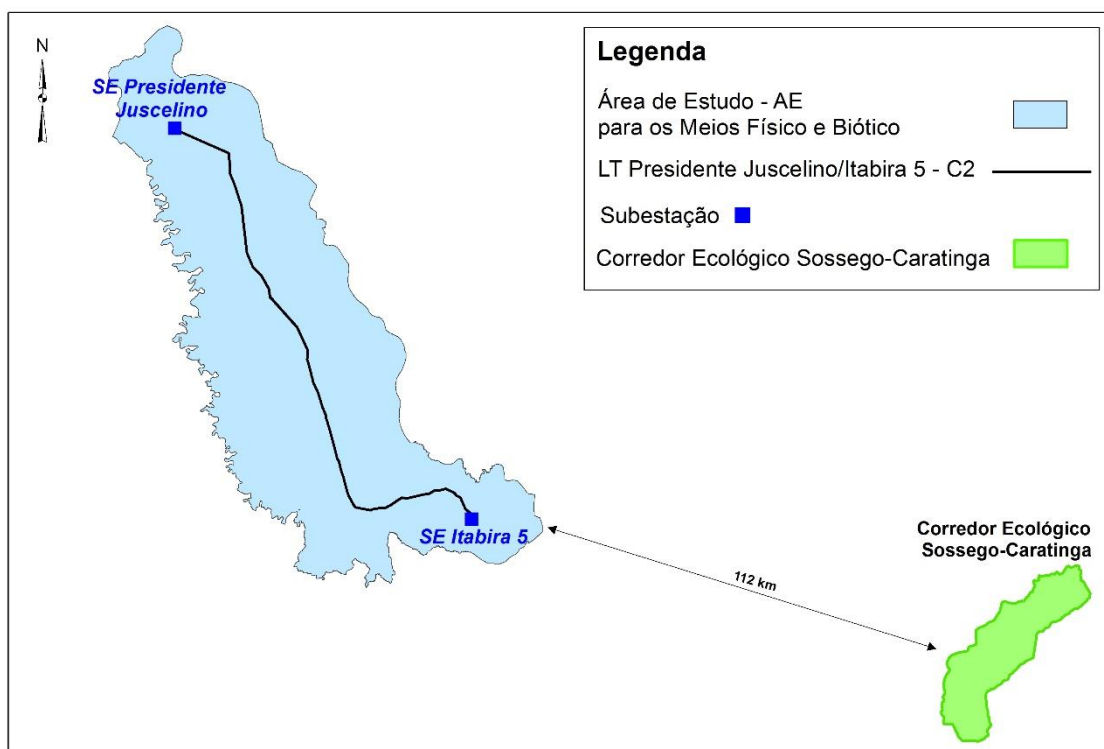 N
SE Presidente
Juscelino
Legenda
Área de Estudo - AE
para os Meios Físico e Biótico
LT Presidente Juscelino/Itabira 5 - C2
Subestação
Corredor Ecológico Sossego-Caratinga
SE Itabira 5
112 km
Corredor Ecológico
Sossego-Caratinga